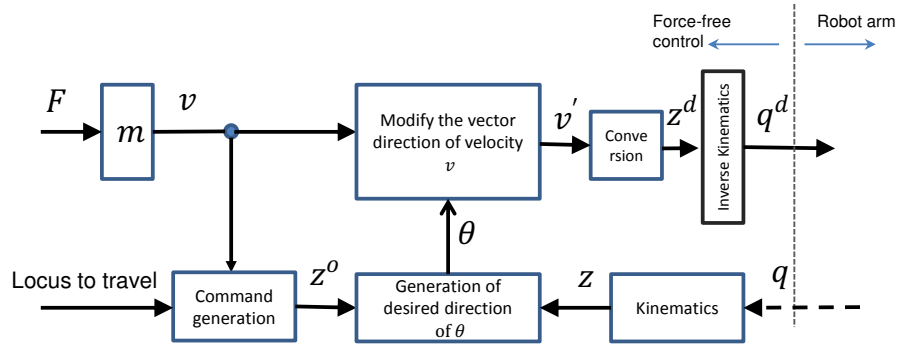 Force-free
control
Robot arm
F
m
v
Modify the vector
direction of velocity
v
v′
Conve
rsion
z^d
Inverse Kinematics
q^d
θ
Locus to travel
Command
generation
z^o
Generation of
desired direction
of θ
z
Kinematics
q